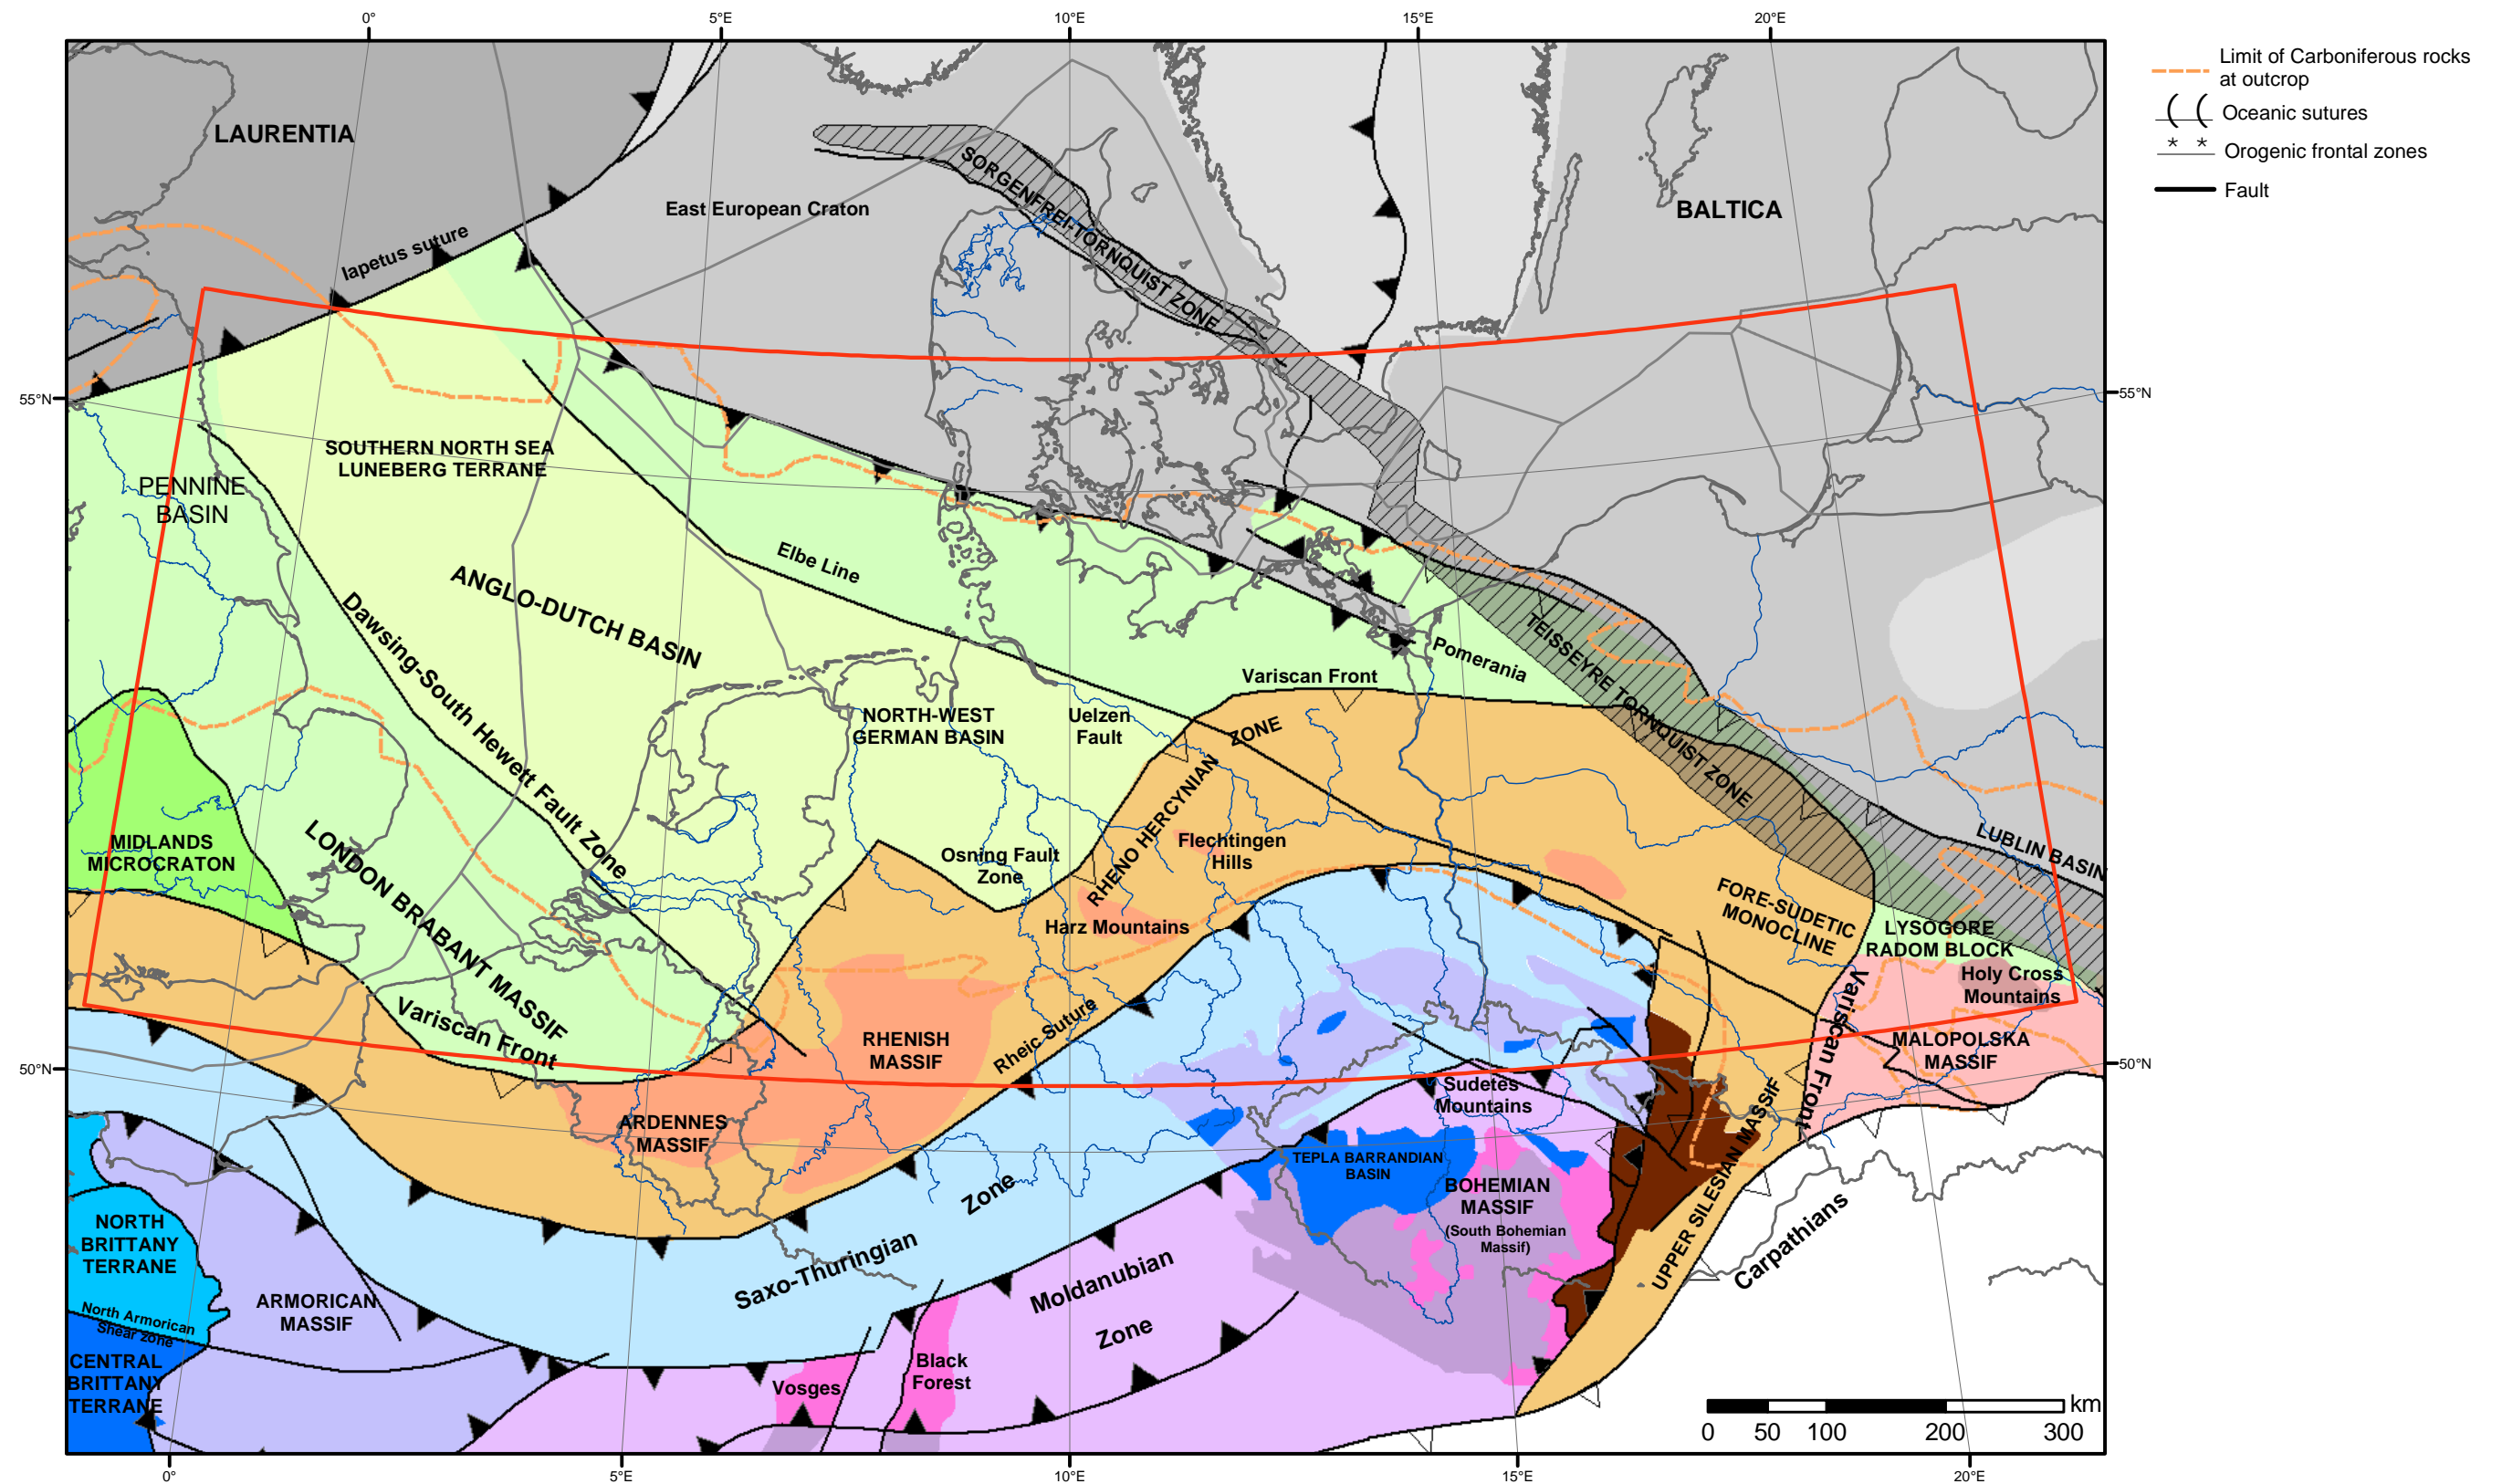 0°
5°E
10°E
15°E
20°E
Limit of Carboniferous rocks
at outcrop
Oceanic sutures
* *
Orogenic frontal zones
Fault
LAURENTIA
East European Craton
BALTICA
SORGENFREI-TORNQUIST ZONE
Iapetus suture
55°N
55°N
SOUTHERN NORTH SEA
LUNEBERG TERRANE
PENNINE
BASIN
Elbe Line
ANGLO-DUTCH BASIN
Dawsing-South Hewett Fault Zone
Pomerania
TEISSEYRE TORNQUIST ZONE
Variscan Front
NORTH-WEST
GERMAN BASIN
Uelzen
Fault
RHENO HERCYNIAN
ZONE
MIDLANDS
MICROCRATON
LONDON BRABANT MASSIF
Osning Fault
Zone
Flechtingen
Hills
LUBLIN BASIN
FORE-SUDETIC
MONOCLINE
Harz Mountains
LYSOGORE
RADOM BLOCK
Holy Cross
Mountains
Variscan Front
RHENISH
MASSIF
Rheic Suture
Variscan Front
MALOPOLSKA
MASSIF
50°N
50°N
Sudetes
Mountains
ARDENNES
MASSIF
TEPLA BARRANDIAN
BASIN
BOHEMIAN
MASSIF
(South Bohemian
Massif)
UPPER SILESIAN MASSIF
Carpathians
NORTH
BRITTANY
TERRANE
Saxo-Thuringian
Zone
Moldanubian
Zone
ARMORICAN
MASSIF
North Armorican
Shear zone
CENTRAL
BRITTANY
TERRANE
Vosges
Black
Forest
km
0 50 100 200 300
0°
5°E
10°E
15°E
20°E